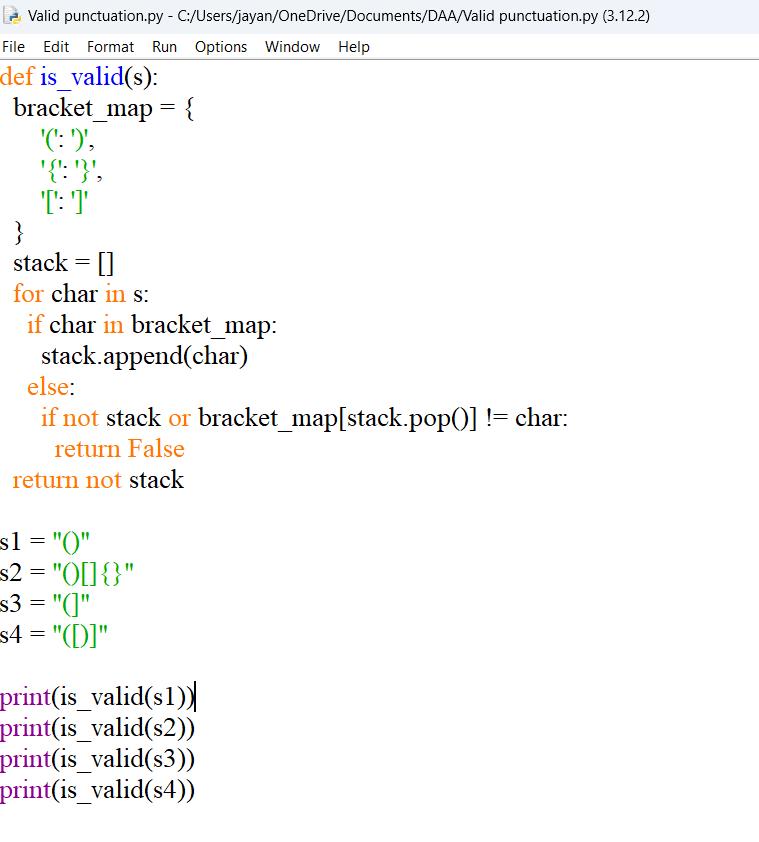 Valid punctuation.py - C:/Users/jayan/OneDrive/Documents/DAA/Valid punctuation.py (3.12.2)
File Edit Format Run Options Window Help
def is_valid(s):
  bracket_map = {
      '(': ')',
      '{': '}',
      '[': ']'
  }
  stack = []
  for char in s:
    if char in bracket_map:
      stack.append(char)
    else:
      if not stack or bracket_map[stack.pop()] != char:
        return False
  return not stack

s1 = "()"
s2 = "()[]{}"
s3 = "(]"
s4 = "([)]"

print(is_valid(s1))
print(is_valid(s2))
print(is_valid(s3))
print(is_valid(s4))